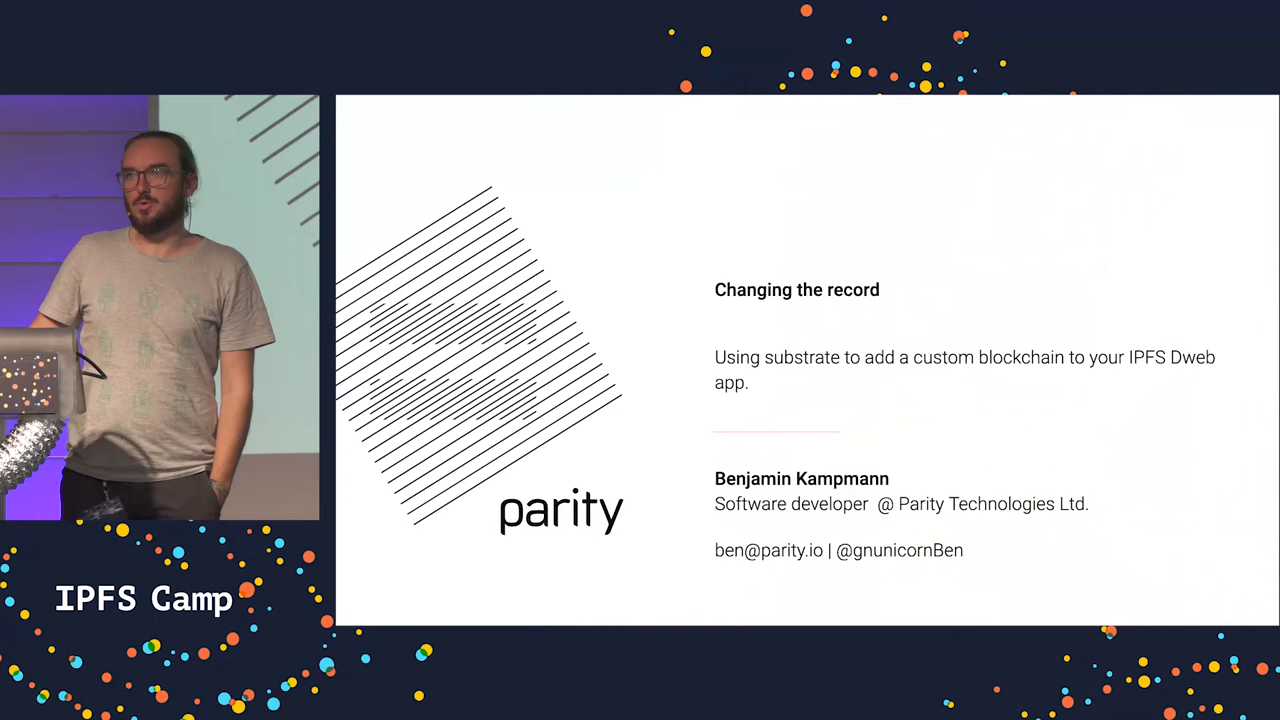 Changing the record
Using substrate to add a custom blockchain to your IPFS Dweb
app.
Benjamin Kampmann
Software developer @ Parity Technologies Ltd.
ben@parity.io | @gnunicornBen
parity
IPFS Camp